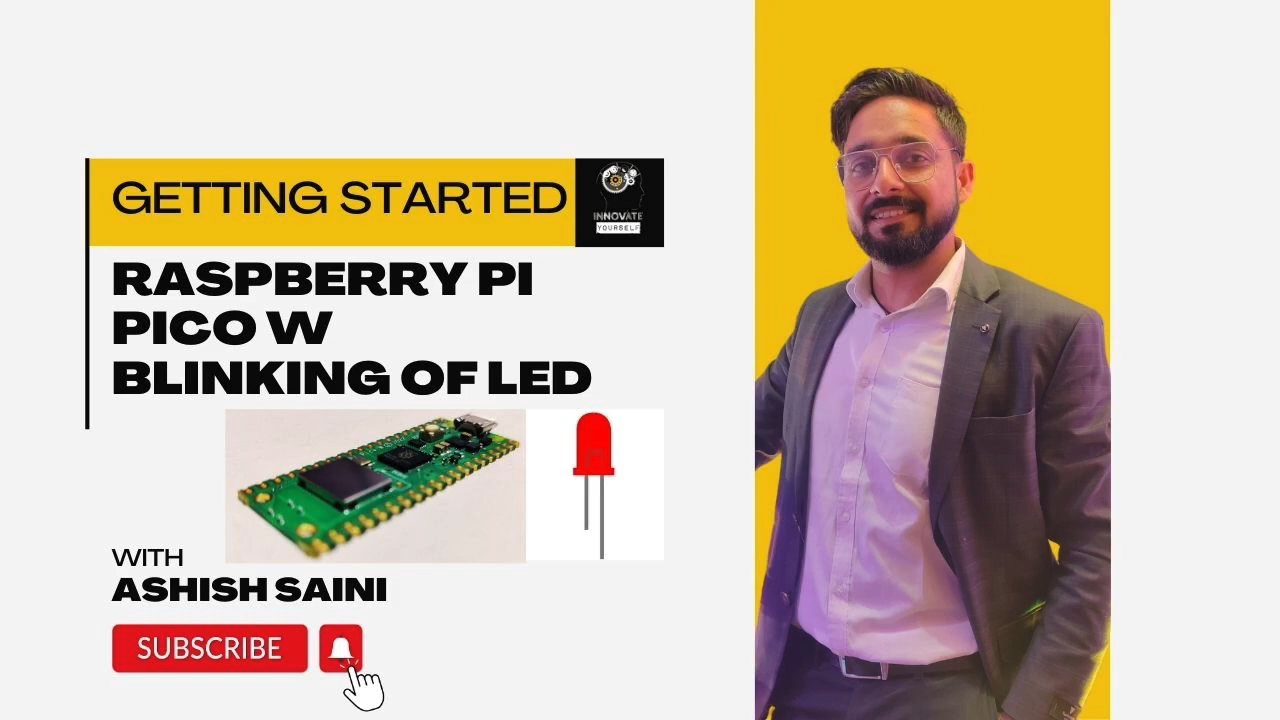 GETTING STARTED
INNOVATE
YOURSELF
RASPBERRY PI
PICO W
BLINKING OF LED
WITH
ASHISH SAINI
SUBSCRIBE